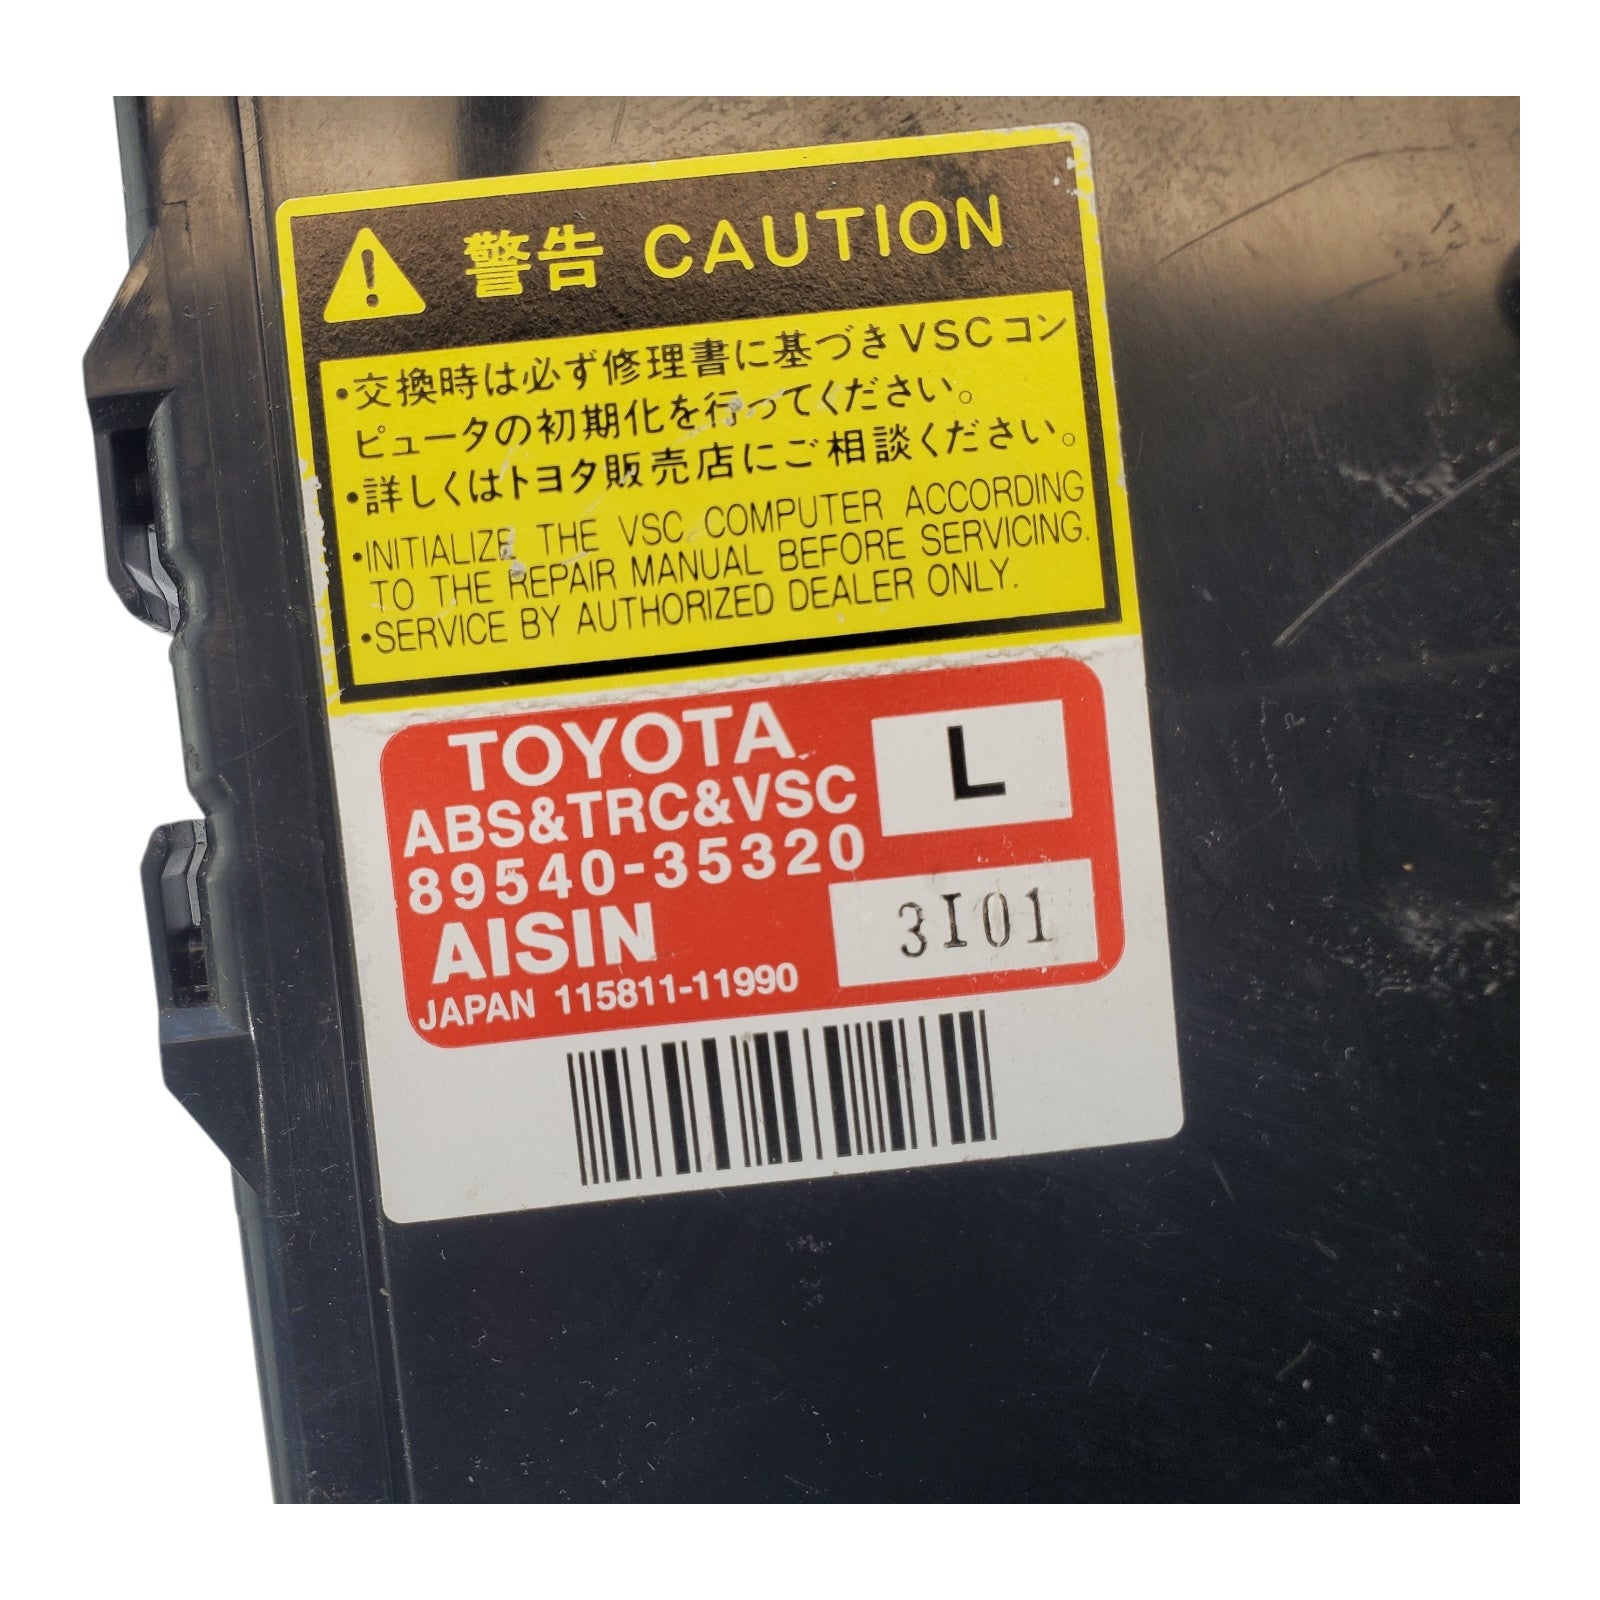 警告 CAUTION
・交換時は必ず修理書に基づきVSCコン
ピュータの初期化を行ってください。
・詳しくはトヨタ販売店にご相談ください。
・INITIALIZE THE VSC COMPUTER ACCORDING
TO THE REPAIR MANUAL BEFORE SERVICING.
・SERVICE BY AUTHORIZED DEALER ONLY.
TOYOTA
L
ABS&TRC&VSC
89540-35320
AISIN
3I01
JAPAN 115811-11990